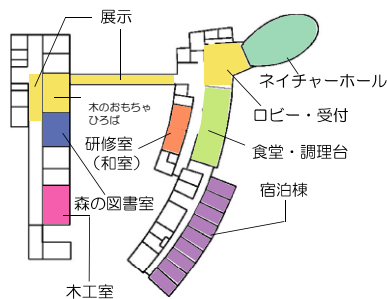 展示
ネイチャーホール
木のおもちゃ
ひろば
ロビー・受付
研修室
（和室）
食堂・調理台
宿泊棟
森の図書室
木工室